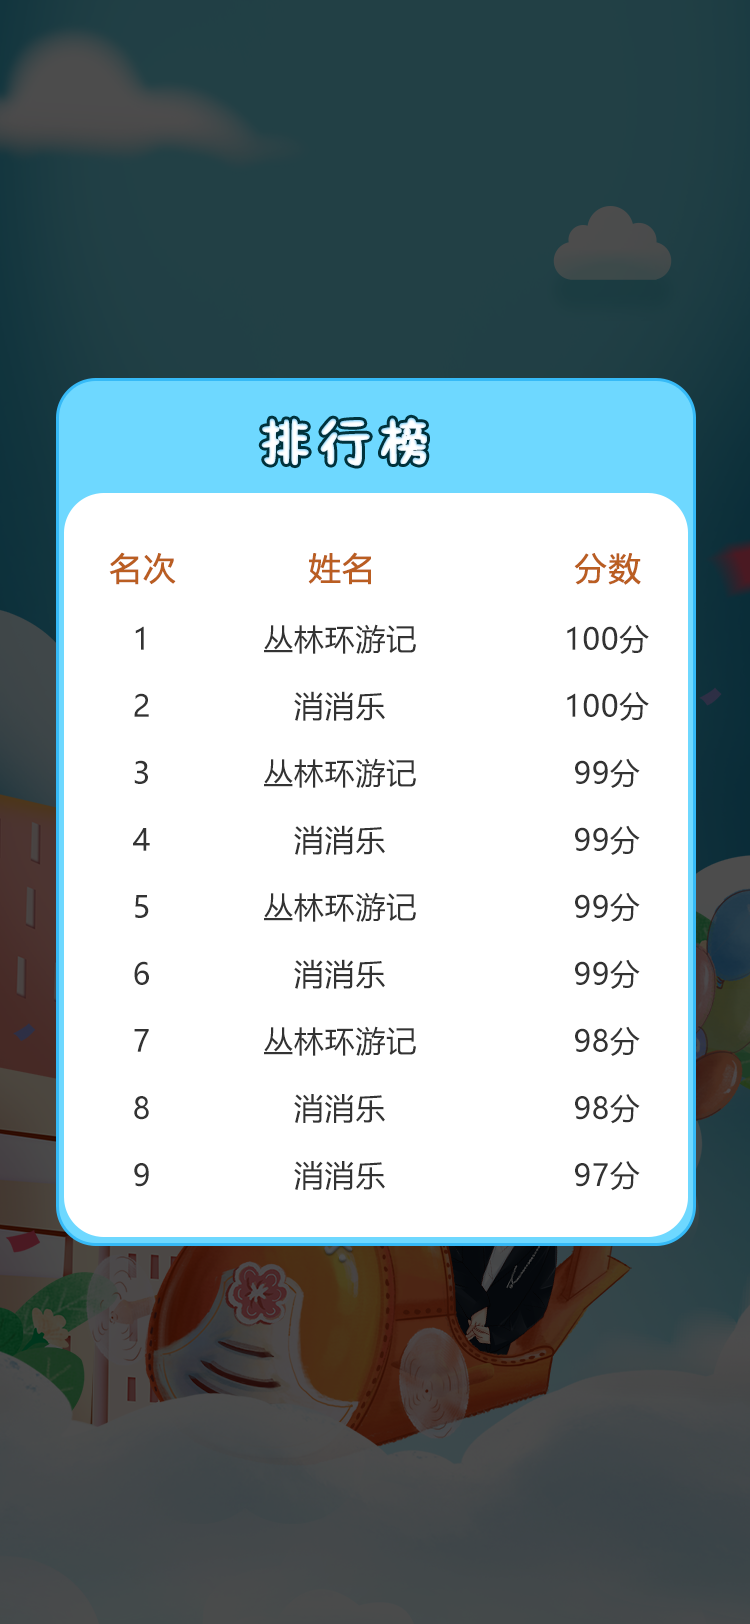 排行榜
名次 姓名 分数
1 丛林环游记 100分
2 消消乐 100分
3 丛林环游记 99分
4 消消乐 99分
5 丛林环游记 99分
6 消消乐 99分
7 丛林环游记 98分
8 消消乐 98分
9 消消乐 97分